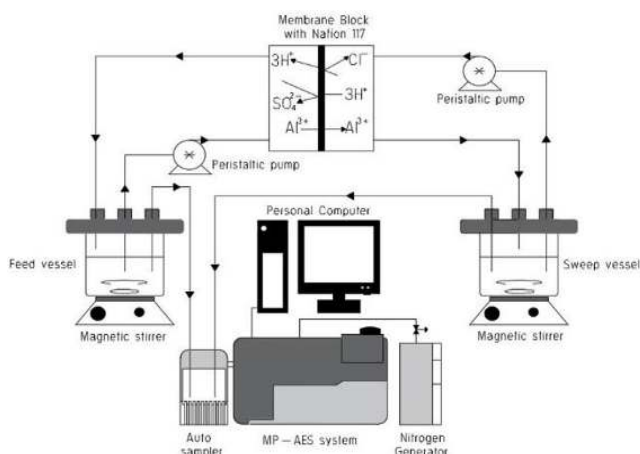 Membrane Block
with Nation 117
3H⁺
Cl⁻
SO₄²⁻
3H⁺
Al³⁺
Al³⁺
Peristaltic pump
Peristaltic pump
Personal Computer
Feed vessel
Sweep vessel
Magnetic stirrer
Magnetic stirrer
Auto
sampler
MP-AES system
Nitrogen
Generator